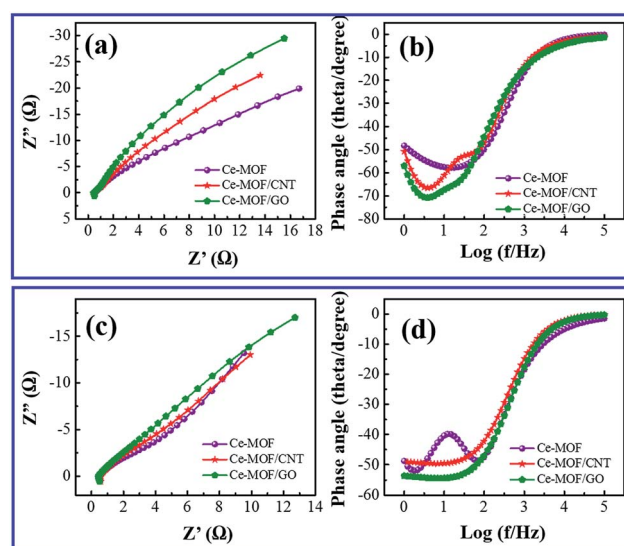 (a)
Z'' (Ω)
-30
-25
-20
-15
-10
-5
0
5
Ce-MOF
Ce-MOF/CNT
Ce-MOF/GO
0 2 4 6 8 10 12 14 16 18
Z' (Ω)
(b)
Phase angle (theta/degree)
0
-10
-20
-30
-40
-50
-60
-70
-80
Ce-MOF
Ce-MOF/CNT
Ce-MOF/GO
0 1 2 3 4 5
Log (f/Hz)
(c)
Z'' (Ω)
-15
-10
-5
0
Ce-MOF
Ce-MOF/CNT
Ce-MOF/GO
0 2 4 6 8 10 12 14
Z' (Ω)
(d)
Phase angle (theta/degree)
0
-10
-20
-30
-40
-50
-60
Ce-MOF
Ce-MOF/CNT
Ce-MOF/GO
0 1 2 3 4 5
Log (f/Hz)